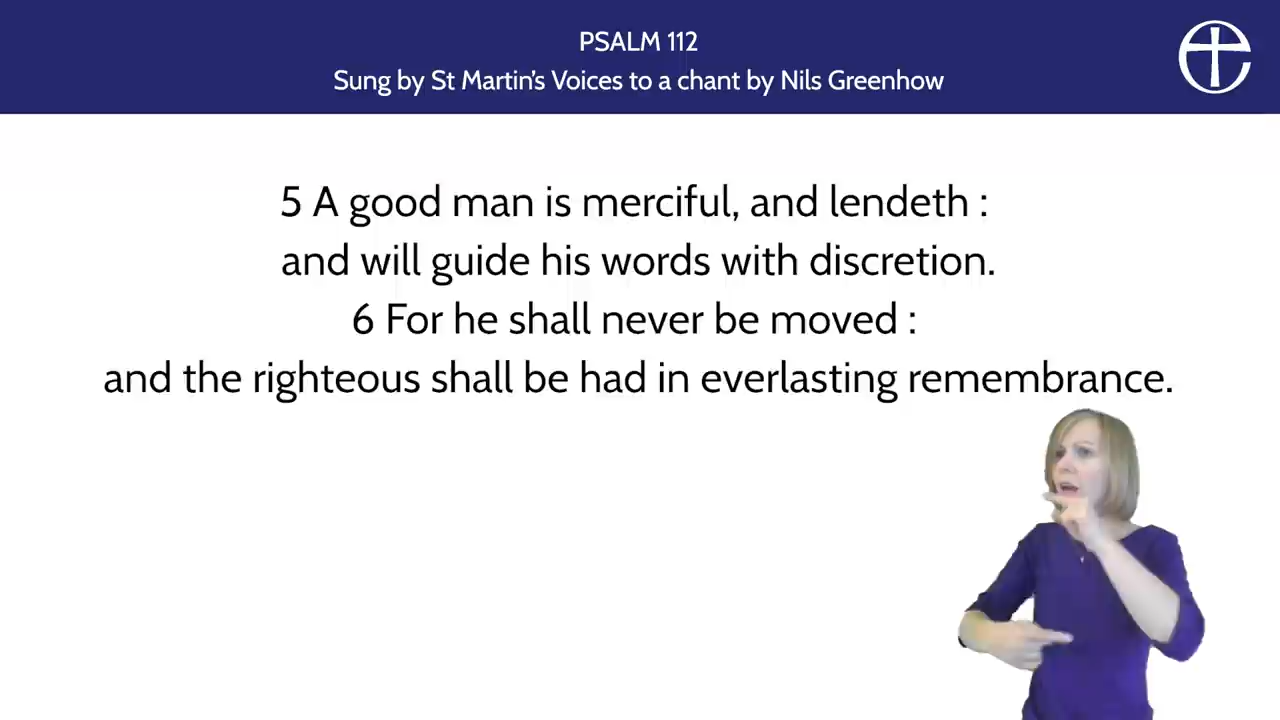 PSALM 112
Sung by St Martin's Voices to a chant by Nils Greenhow
5 A good man is merciful, and lendeth :
and will guide his words with discretion.
6 For he shall never be moved :
and the righteous shall be had in everlasting remembrance.